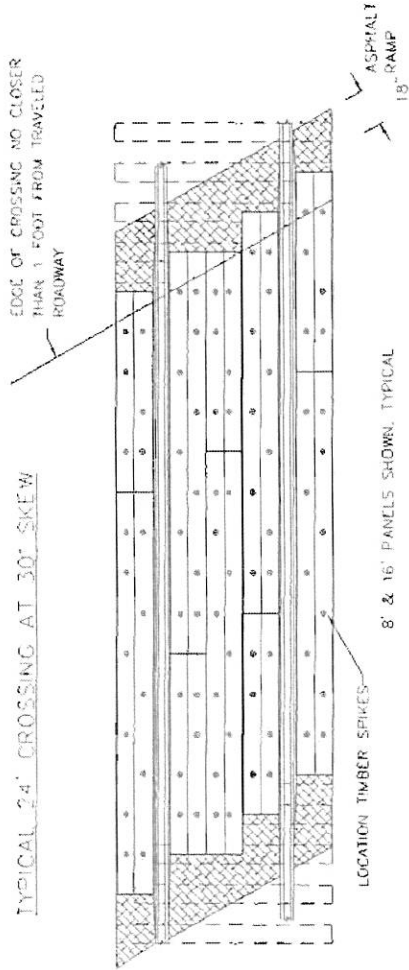 TYPICAL 24' CROSSING AT 30° SKEW
EDGE OF CROSSING NO CLOSER
THAN 1 FOOT FROM TRAVELED
ROADWAY
ASPHALT
RAMP
18"
LOCATION TIMBER SPIKES
8' & 16' PANELS SHOWN, TYPICAL